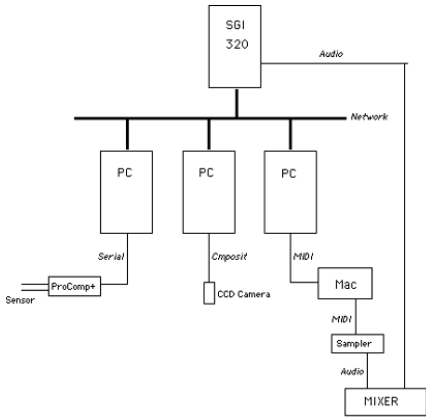 SGI
320
Audio
Network
PC
PC
PC
Serial
Cmposit
MIDI
ProComp+
Sensor
CCD Camera
Mac
MIDI
Sampler
Audio
MIXER